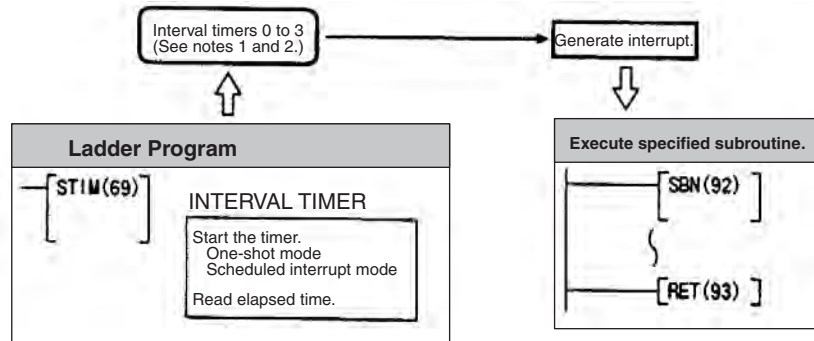 Interval timers 0 to 3
(See notes 1 and 2.)
Generate interrupt.
Ladder Program
STIM(69)
INTERVAL TIMER
Start the timer.
One-shot mode
Scheduled interrupt mode
Read elapsed time.
Execute specified subroutine.
SBN(92)
RET(93)